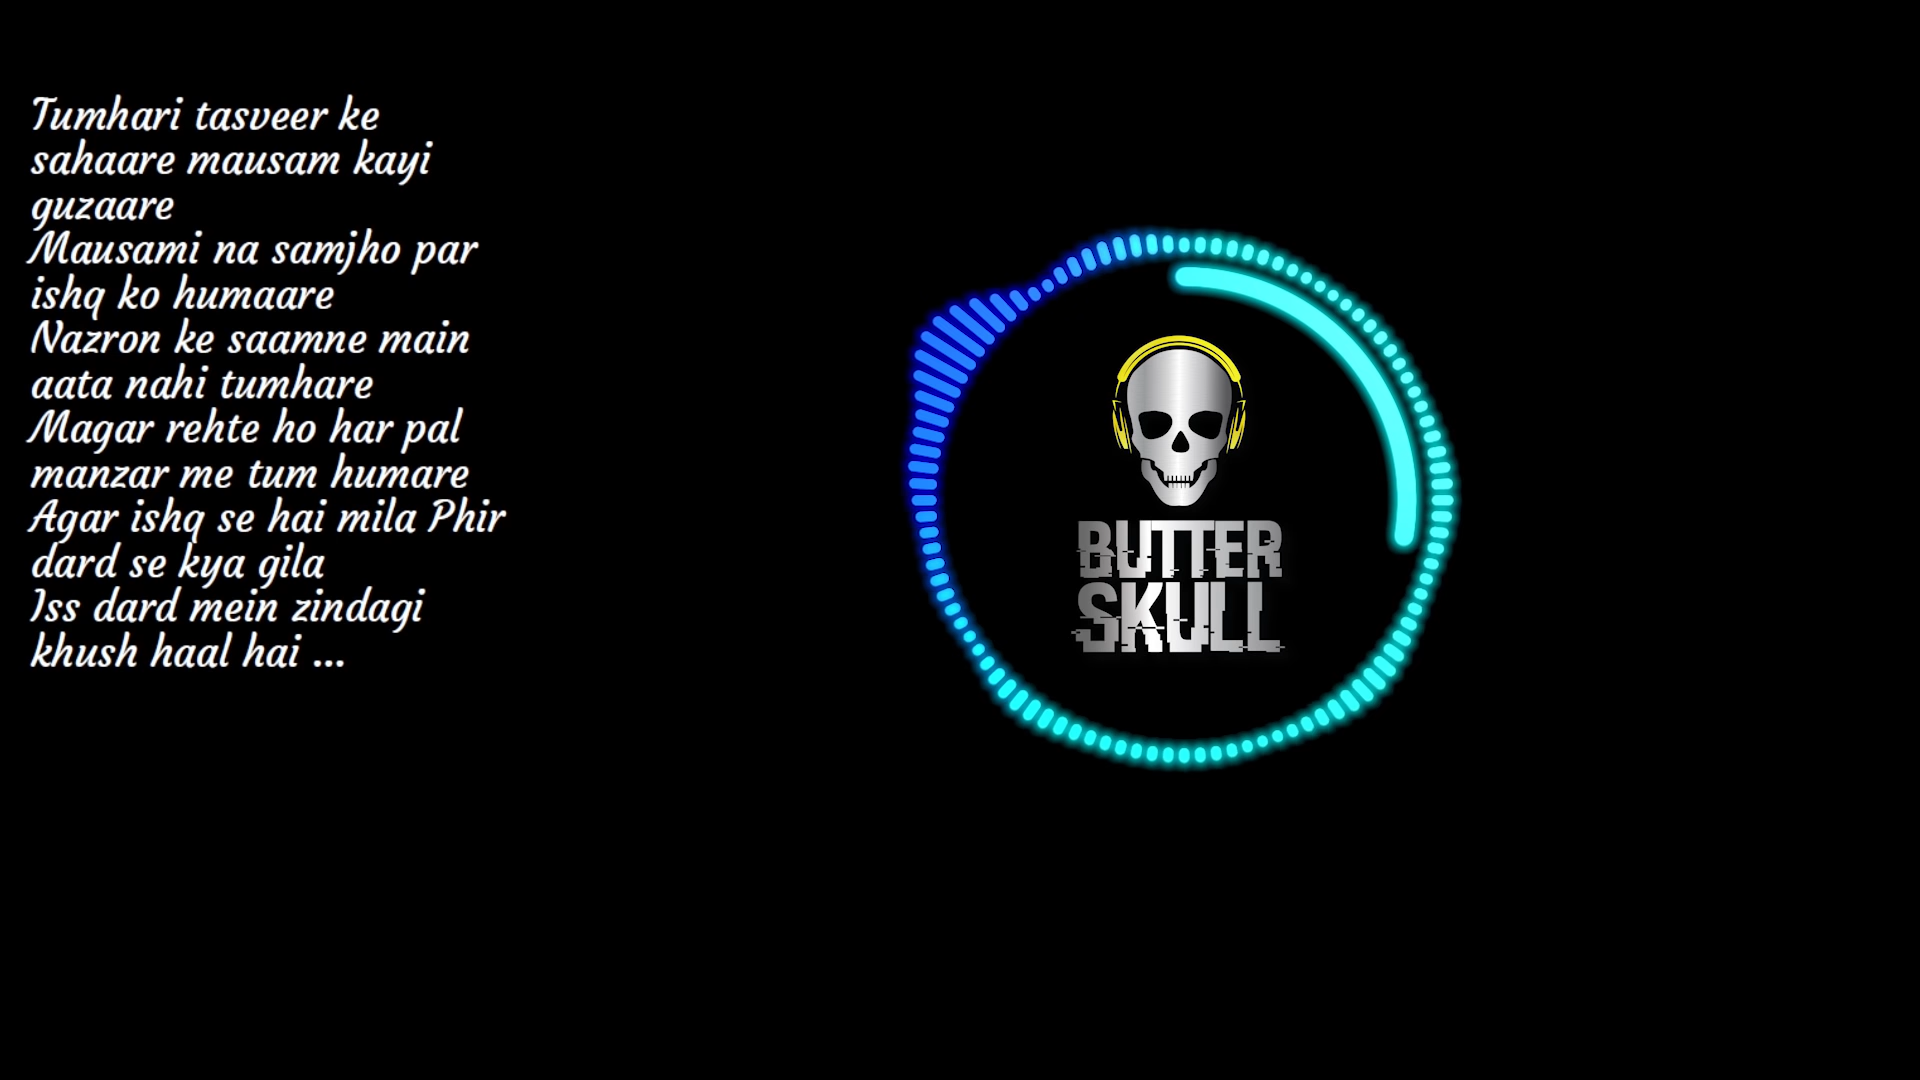 Tumhari tasveer ke
sahaare mausam kayi
guzaare
Mausami na samjho par
ishq ko humaare
Nazron ke saamne main
aata nahi tumhare
Magar rehte ho har pal
manzar me tum humare
Agar ishq se hai mila Phir
dard se kya gila
Iss dard mein zindagi
khush haal hai ...
BUTTER
SKULL